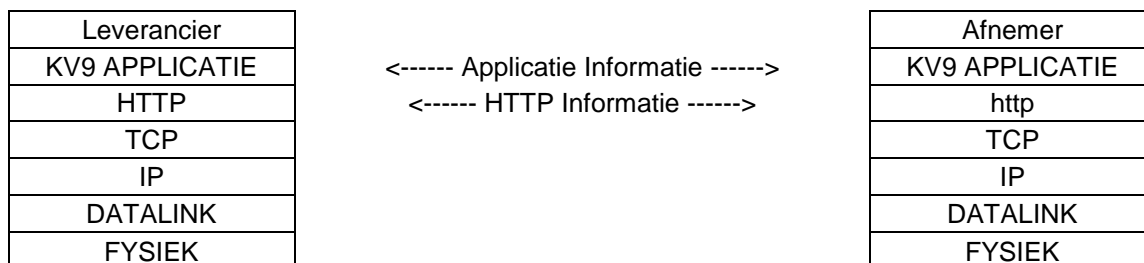 Leverancier Afnemer
KV9 APPLICATIE <------ Applicatie Informatie ------> KV9 APPLICATIE
HTTP <------ HTTP Informatie ------> http
TCP TCP
IP IP
DATALINK DATALINK
FYSIEK FYSIEK